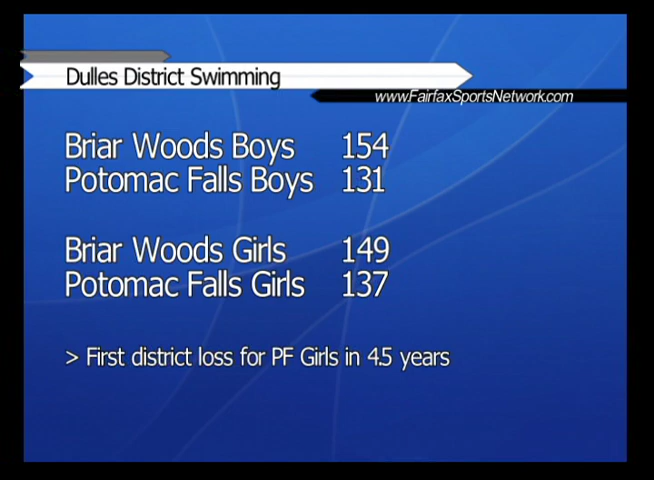 Dulles District Swimming
www.FairfaxSportsNetwork.com
Briar Woods Boys 154
Potomac Falls Boys 131
Briar Woods Girls 149
Potomac Falls Girls 137
> First district loss for PF Girls in 4.5 years